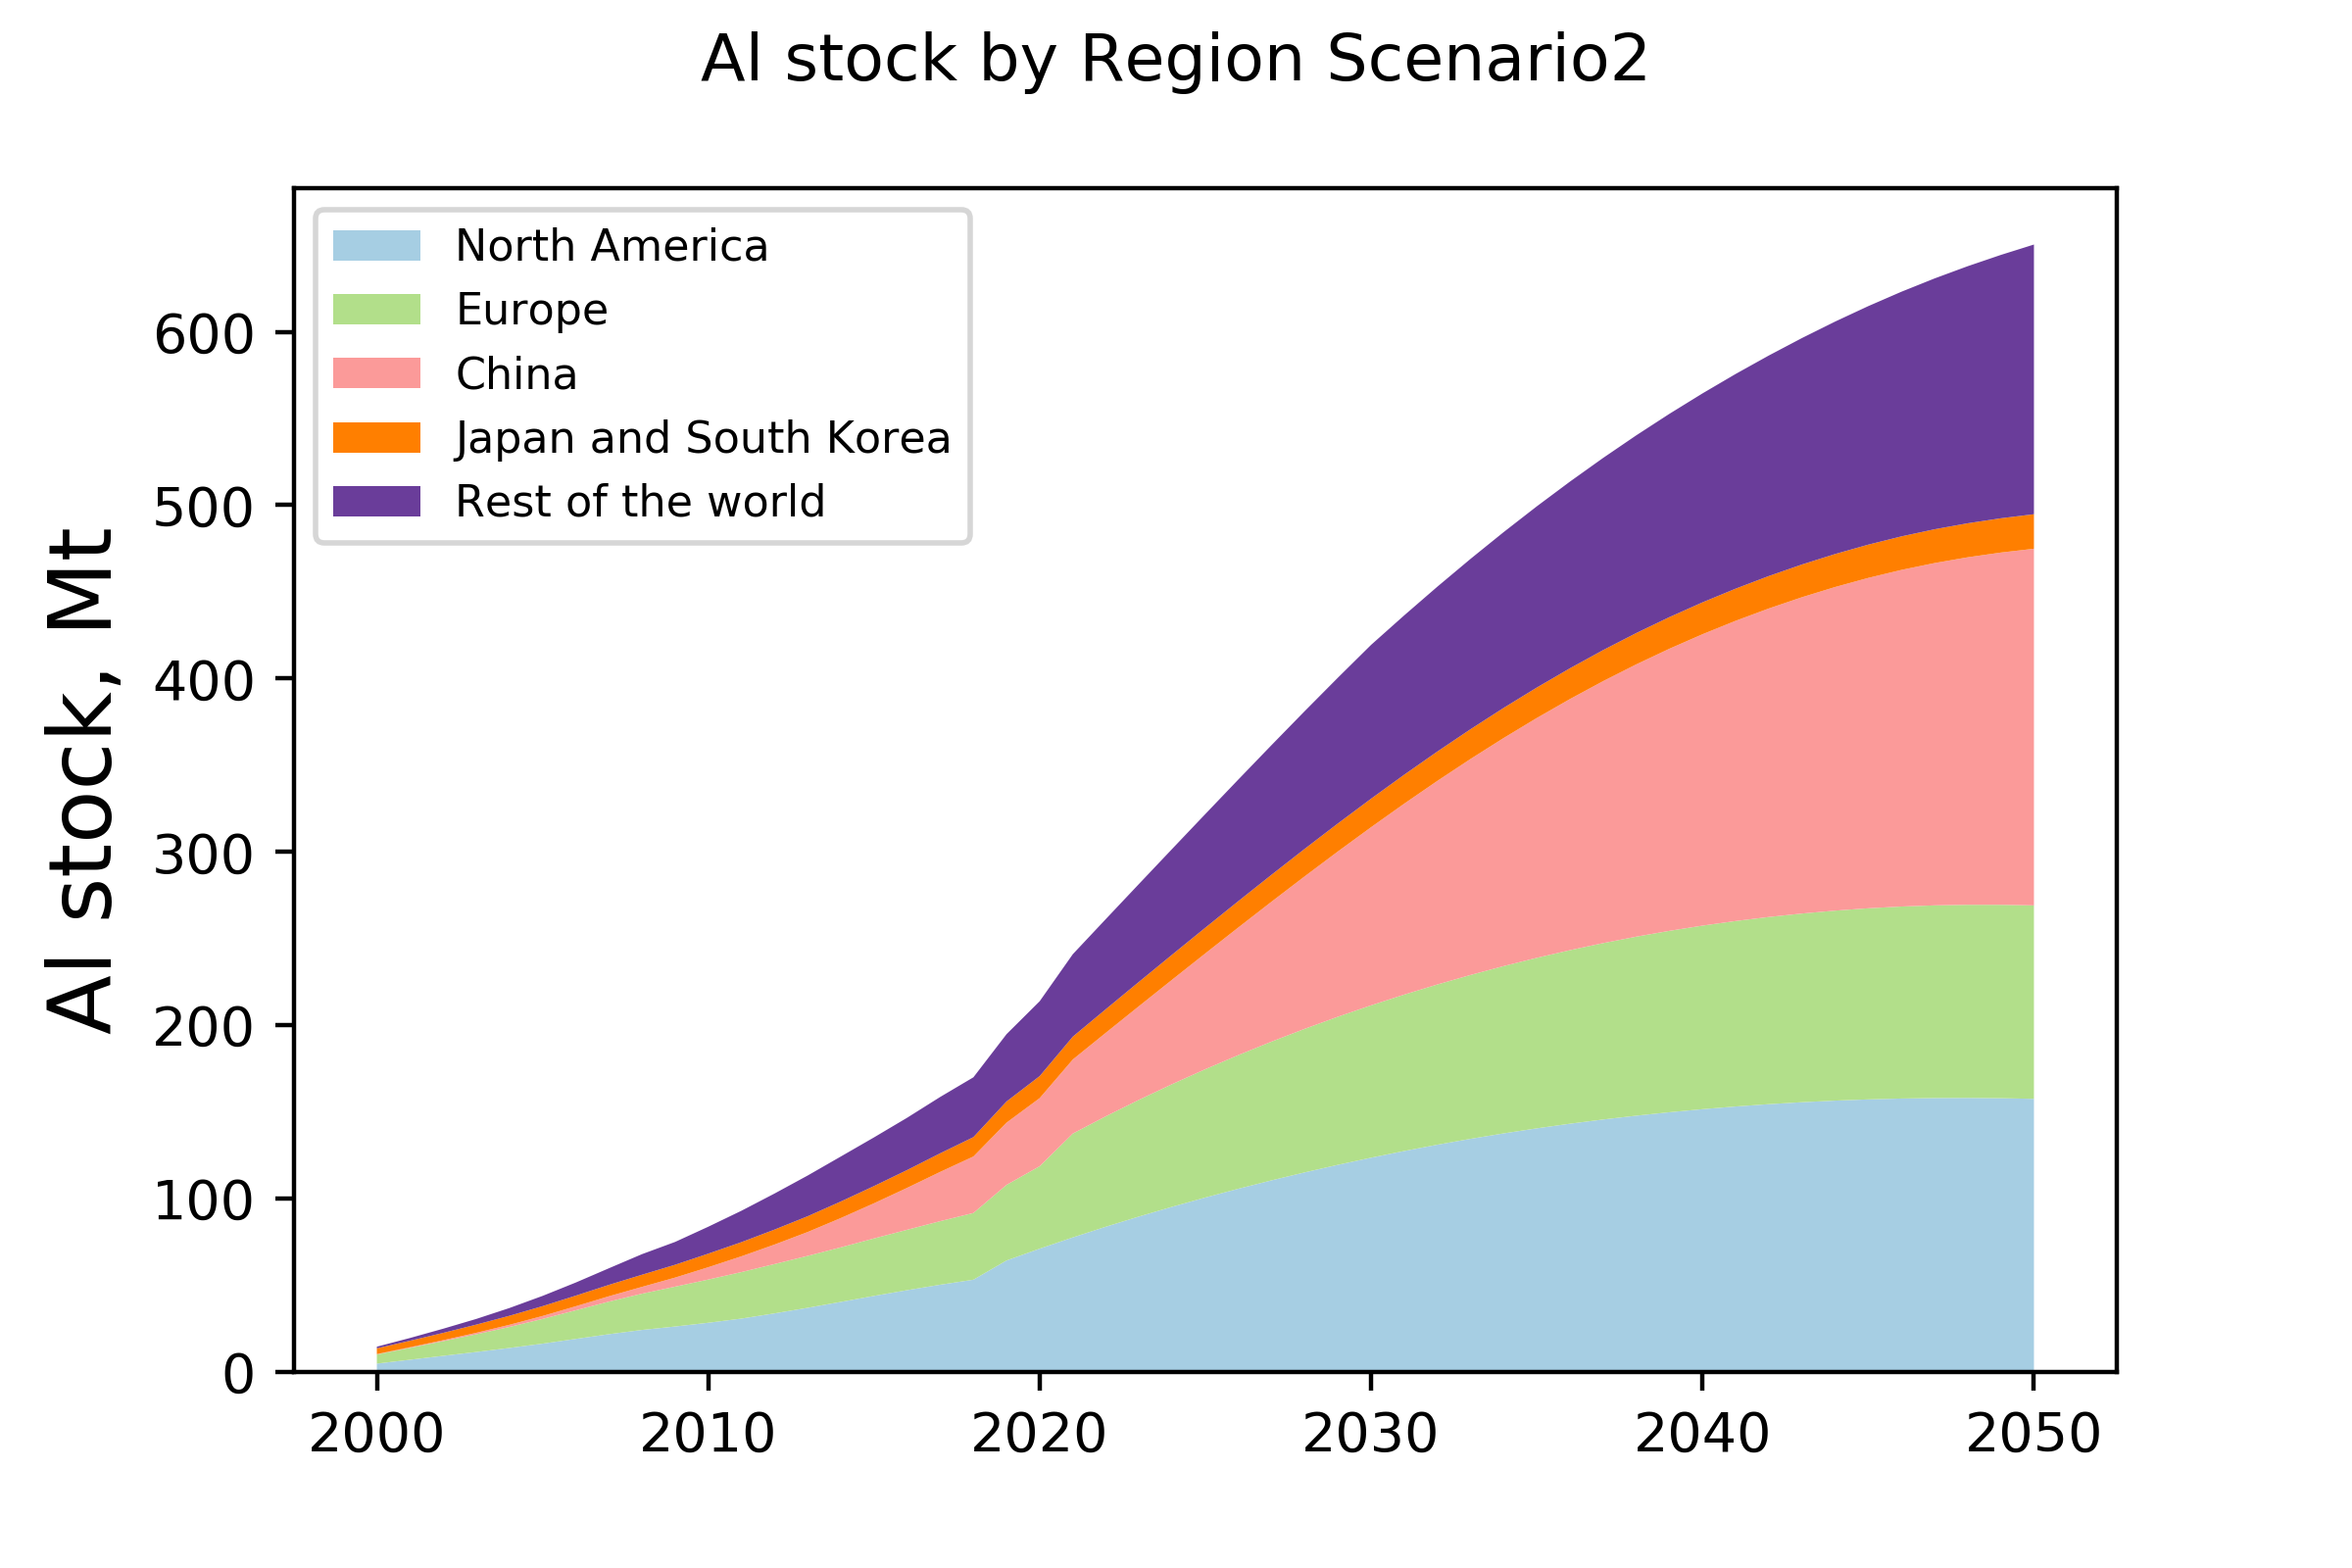 Al stock by Region Scenario2
North America
Europe
China
Japan and South Korea
Rest of the world
Al stock, Mt
600
500
400
300
200
100
0
2000 2010 2020 2030 2040 2050